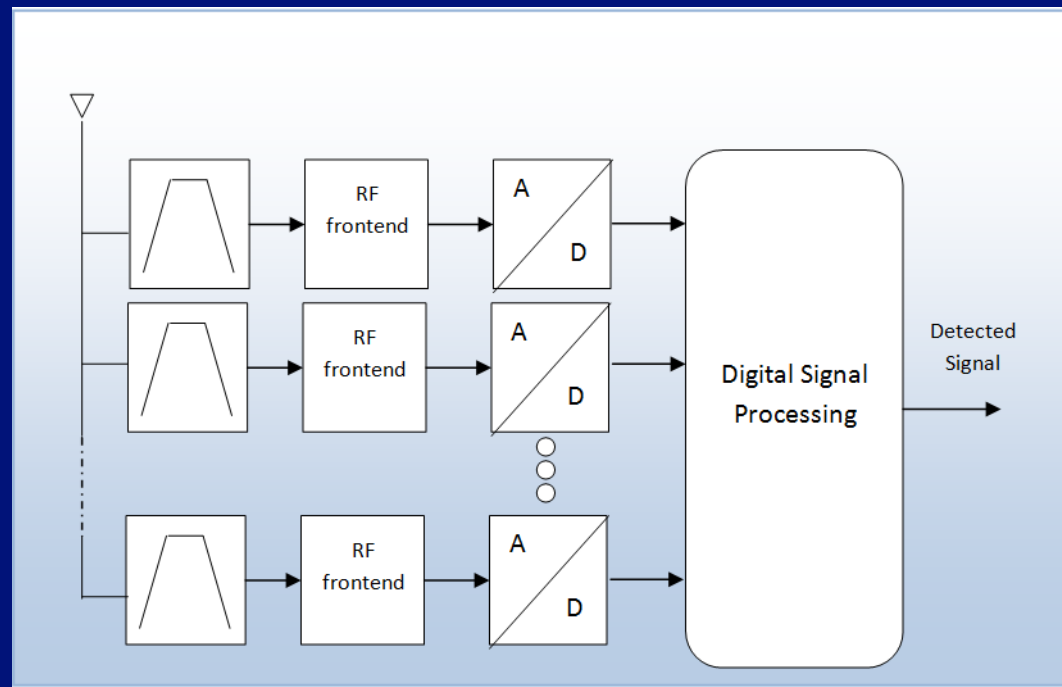 RF
frontend
A
D
RF
frontend
A
D
Detected
Signal
Digital Signal
Processing
RF
frontend
A
D